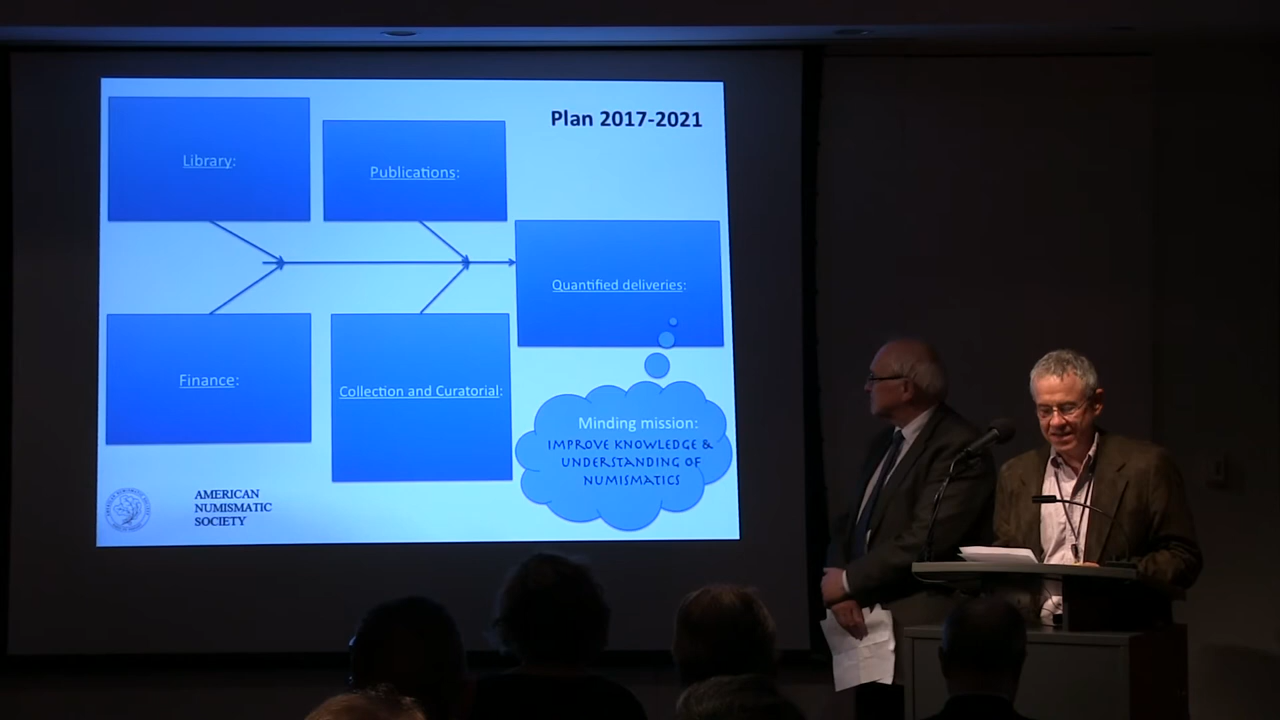 Plan 2017-2021
Library:
Publications:
Quantified deliveries:
Finance:
Collection and Curatorial:
Minding mission:
IMPROVE KNOWLEDGE &
UNDERSTANDING OF
NUMISMATICS
AMERICAN
NUMISMATIC
SOCIETY